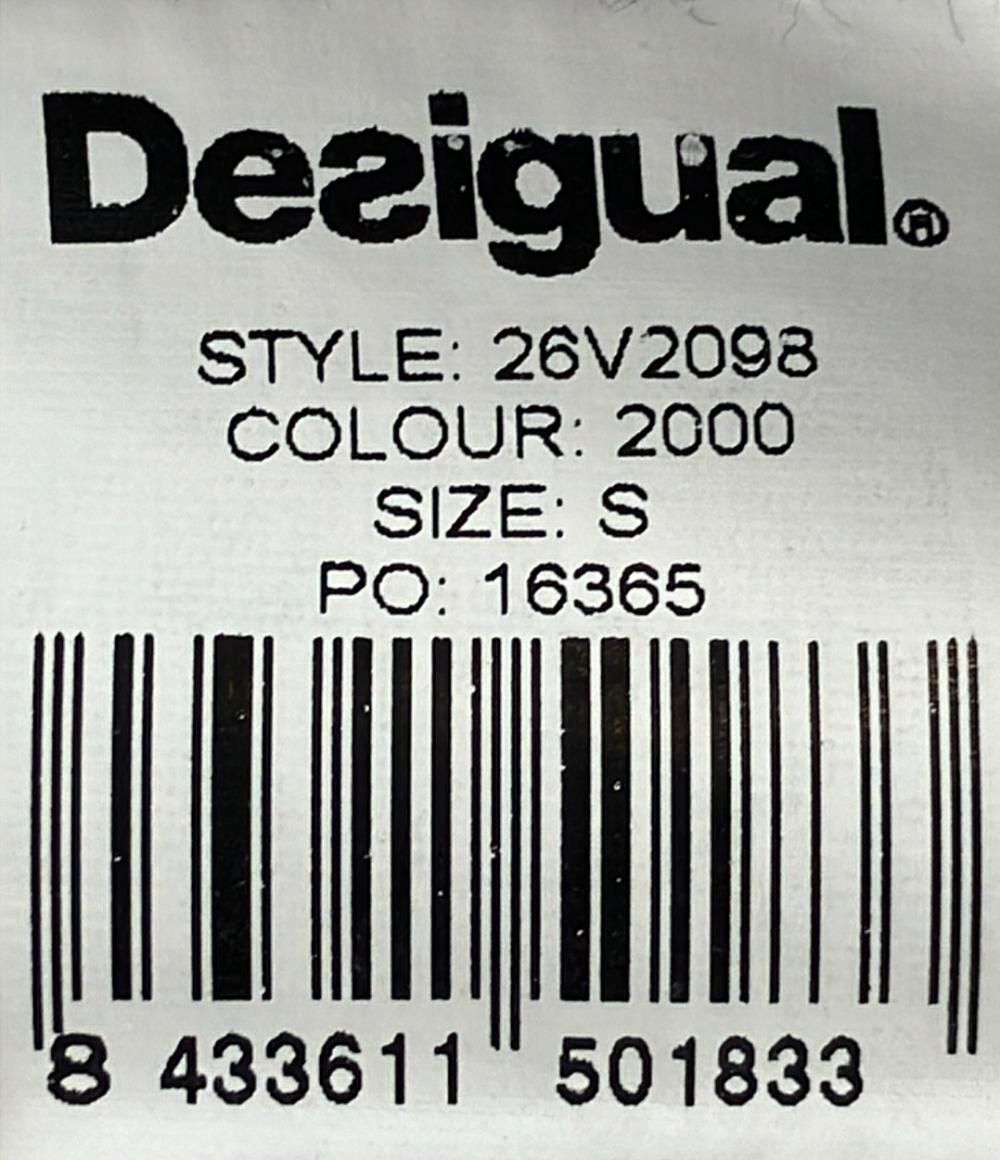 Desigual.®
STYLE: 26V2098
COLOUR: 2000
SIZE: S
PO: 16365
8 433611 501833